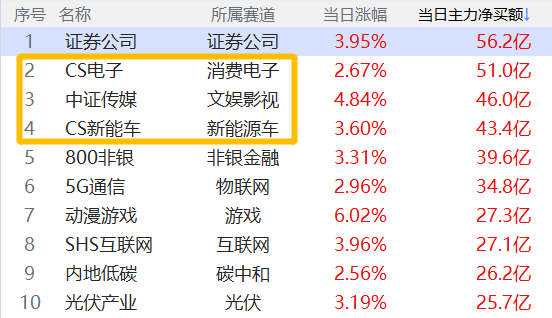 序号 名称 所属赛道 当日涨幅 当日主力净买额↓
1 证券公司 证券公司 3.95% 56.2亿
2 CS电子 消费电子 2.67% 51.0亿
3 中证传媒 文娱影视 4.84% 46.0亿
4 CS新能车 新能源车 3.60% 43.4亿
5 800非银 非银金融 3.31% 39.6亿
6 5G通信 物联网 2.96% 34.8亿
7 动漫游戏 游戏 6.02% 27.3亿
8 SHS互联网 互联网 3.96% 27.1亿
9 内地低碳 碳中和 2.56% 26.2亿
10 光伏产业 光伏 3.19% 25.7亿